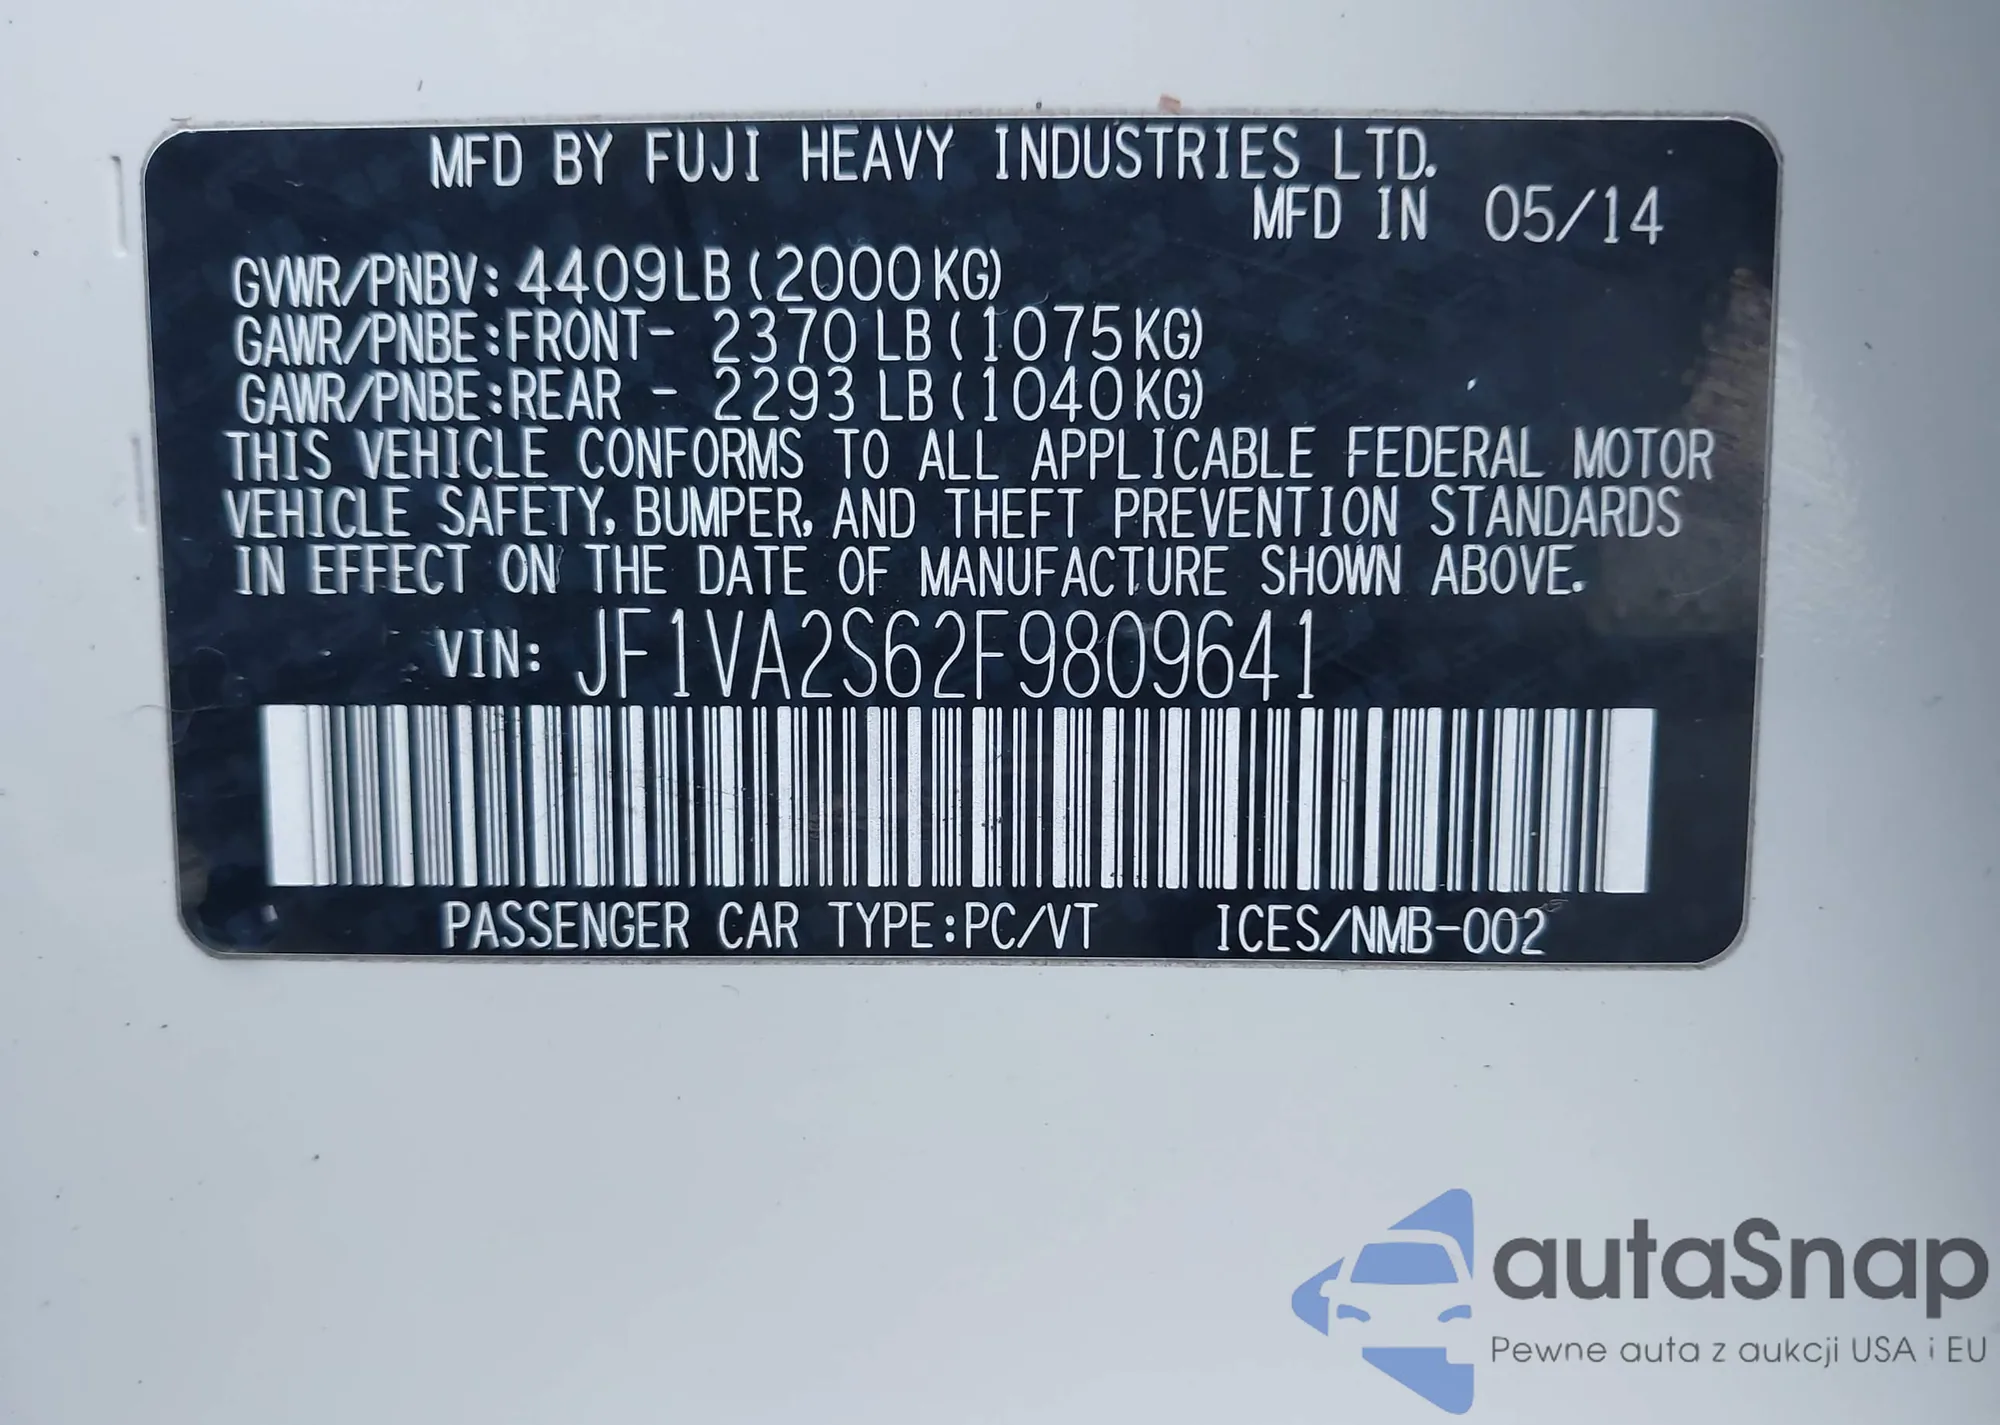 MFD BY FUJI HEAVY INDUSTRIES LTD.
MFD IN 05/14
GVWR/PNBV: 4409LB (2000KG)
GAWR/PNBE:FRONT- 2370 LB (1075KG)
GAWR/PNBE:REAR - 2293 LB (1040KG)
THIS VEHICLE CONFORMS TO ALL APPLICABLE FEDERAL MOTOR
VEHICLE SAFETY, BUMPER, AND THEFT PREVENTION STANDARDS
IN EFFECT ON THE DATE OF MANUFACTURE SHOWN ABOVE.
VIN: JF1VA2S62F9809641
PASSENGER CAR TYPE:PC/VT ICES/NMB-002
autaSnap
Pewne auta z aukcji USA i EU